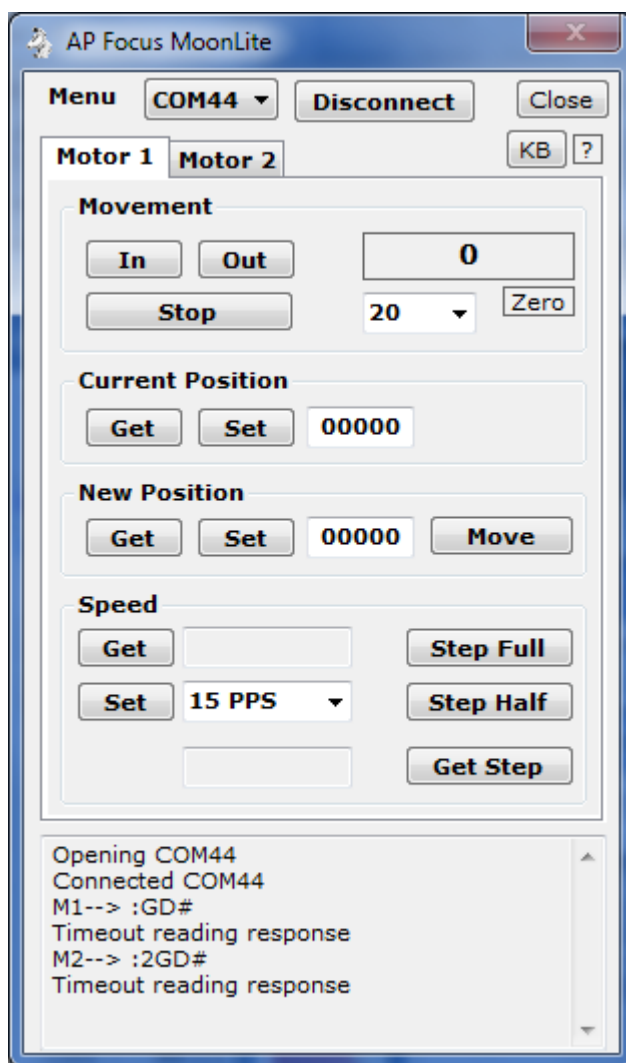 AP Focus MoonLite
X
Menu COM44 Disconnect Close
KB ?
Motor 1 Motor 2
Movement
In Out 0
Stop 20 Zero
Current Position
Get Set 00000
New Position
Get Set 00000 Move
Speed
Get Step Full
Set 15 PPS Step Half
Get Step
Opening COM44
Connected COM44
M1--> :GD#
Timeout reading response
M2--> :2GD#
Timeout reading response